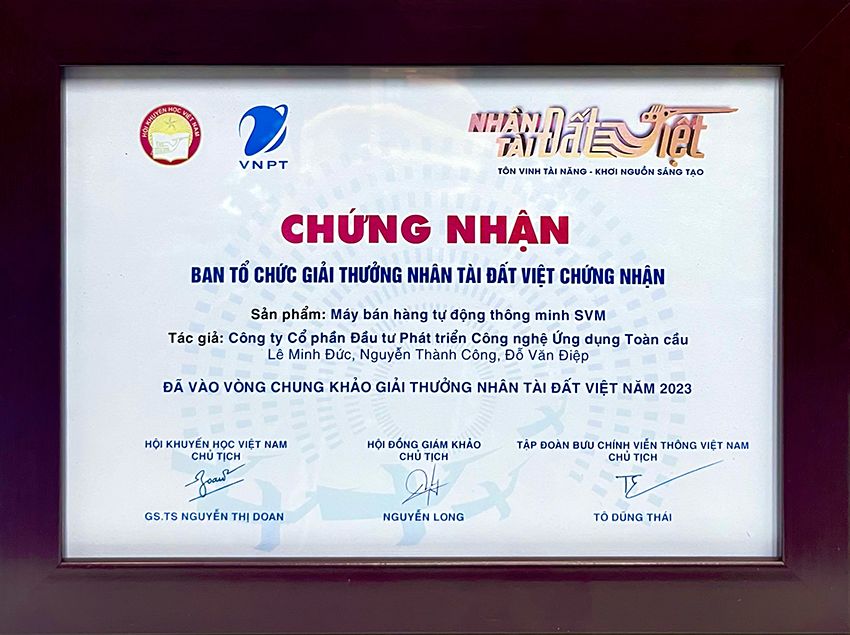 HỘI KHUYẾN HỌC VIỆT NAM
VNPT
NHÂN TÀI Đất Việt
TÔN VINH TÀI NĂNG - KHƠI NGUỒN SÁNG TẠO
CHỨNG NHẬN
BAN TỔ CHỨC GIẢI THƯỞNG NHÂN TÀI ĐẤT VIỆT CHỨNG NHẬN
Sản phẩm: Máy bán hàng tự động thông minh SVM
Tác giả: Công ty Cổ phần Đầu tư Phát triển Công nghệ Ứng dụng Toàn cầu
Lê Minh Đức, Nguyễn Thành Công, Đỗ Văn Điệp
ĐÃ VÀO VÒNG CHUNG KHẢO GIẢI THƯỞNG NHÂN TÀI ĐẤT VIỆT NĂM 2023
HỘI KHUYẾN HỌC VIỆT NAM
CHỦ TỊCH
GS.TS NGUYỄN THỊ DOAN
HỘI ĐỒNG GIÁM KHẢO
CHỦ TỊCH
NGUYỄN LONG
TẬP ĐOÀN BƯU CHÍNH VIỄN THÔNG VIỆT NAM
CHỦ TỊCH
TÔ DŨNG THÁI